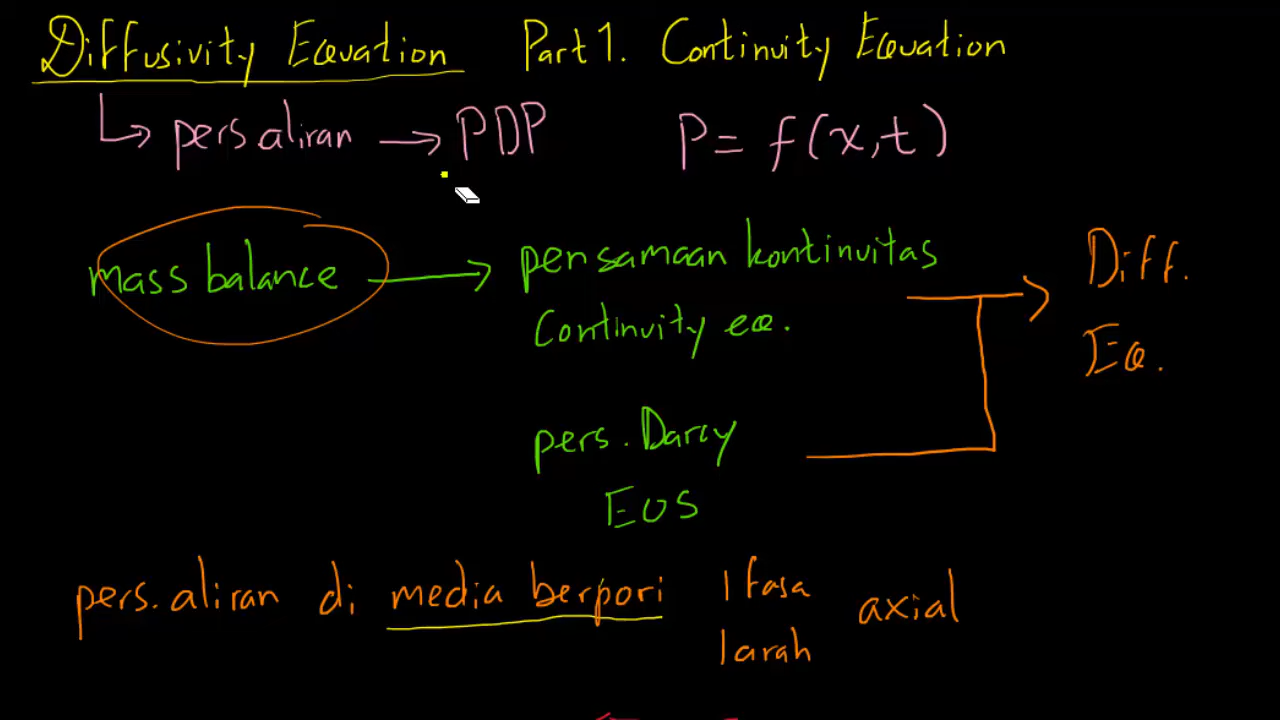 Diffusivity Equation Part 1. Continuity Equation
↳ pers aliran → PDP P = f(x,t)
mass balance → persamaan kontinuitas
Continuity eq.
Diff.
Eq.
pers. Darcy
EOS
pers. aliran di media berpori 1 fasa axial
1 arah